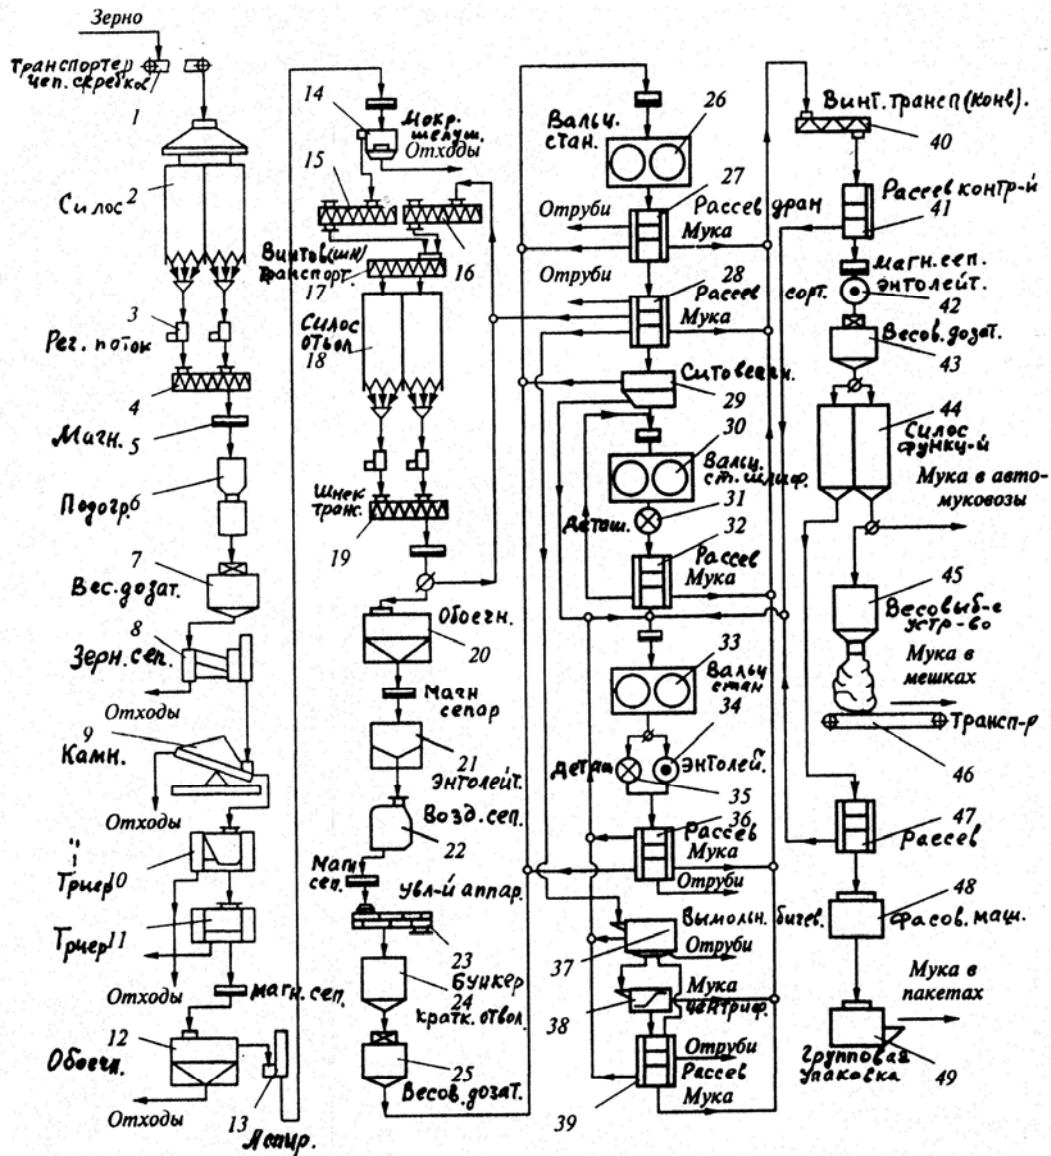 Зерно
Транспортер
цеп. скребков
1
Силос
2
3
Рег. поток
4
Магн.
5
Подогр.
6
7
Вес. дозат.
8
Зерн. сеп.
Отходы
9
Камн.
Отходы
Триер
10
Триер
11
Отходы
Магн. сеп.
12
Обоечн.
Отходы
13
Аспир.
14
Мокр.
шелуш.
Отходы
15
16
Винтов(шн)
транспорт.
17
Силос
отвол
18
Шнек
транс.
19
Обоечн.
20
Магн
сепар
21
Энтолейт.
Возд. сеп.
22
Магн
сеп.
Увл-й аппар.
23
Бункер
24
кратк. отвол.
25
Весов. дозат.
26
Вальц.
стан.
27
Отруби
Рассев дран
Мука
28
Отруби
Рассев
Мука
Ситовеечн.
29
30
Вальц.
ст. шлиф.
31
Деташ.
32
Рассев
Мука
33
Вальц
стан
34
Деташ
Энтолей.
35
36
Рассев
Мука
Отруби
Вымольн. бичев.
37
Отруби
Мука
38
центриф.
Отруби
Рассев
39
Мука
Винт. трансп(конв).
40
Рассев контр-й
41
Магн. сеп.
сорт.
Энтолейт.
42
Весов. дозат.
43
44
Силос
функц-й
Мука в авто-
муковозы
45
Весовыб-е
устр-во
Мука в
мешках
Трансп-р
46
47
Рассев
48
Фасов. маш.
Мука в
пакетах
Групповая
упаковка
49